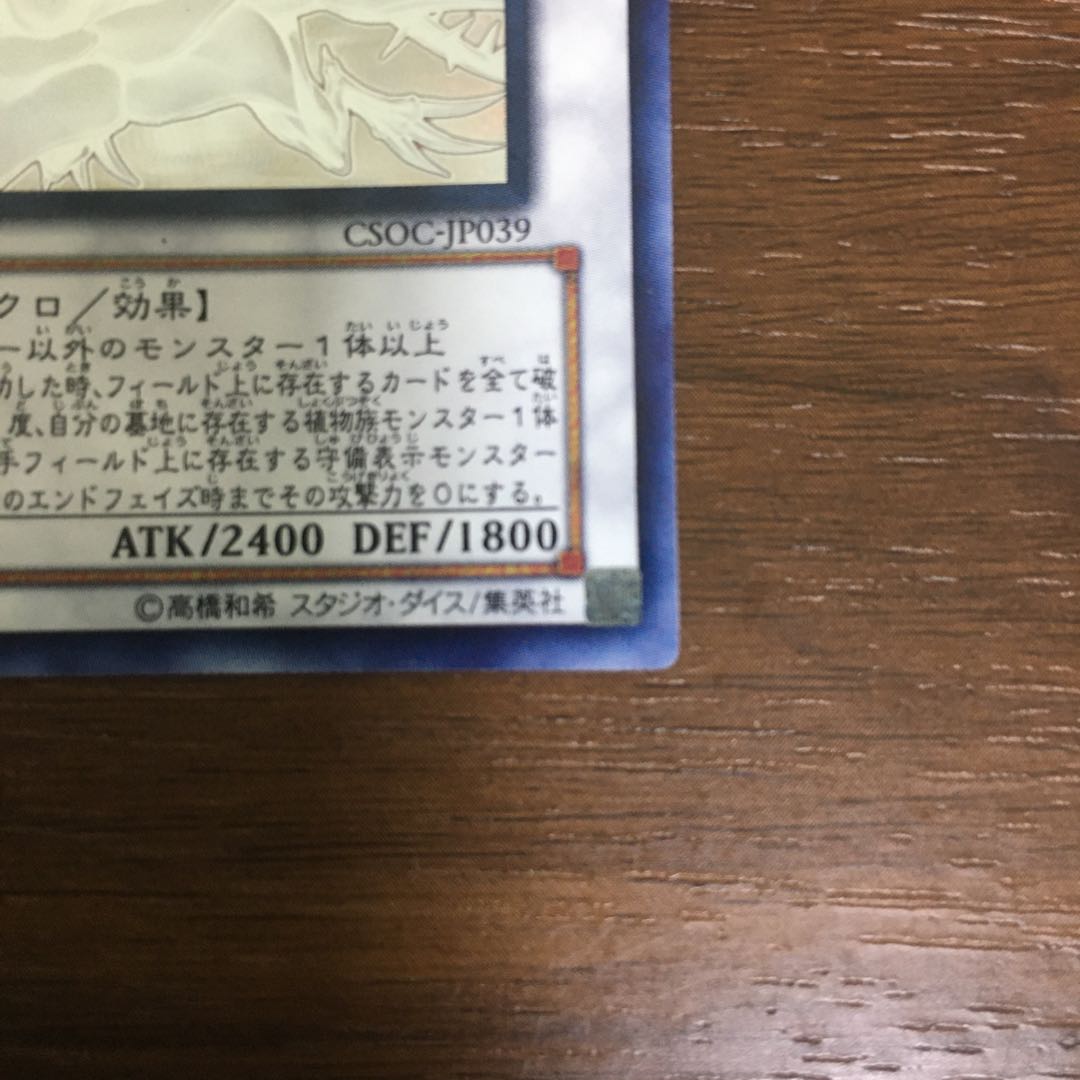 CSOC-JP039
クロ／効果】
ー以外のモンスター1体以上
功した時、フィールド上に存在するカードを全て破
度、自分の墓地に存在する植物族モンスター1体
手フィールド上に存在する守備表示モンスター
のエンドフェイズ時までその攻撃力を0にする。
ATK/2400 DEF/1800
©高橋和希 スタジオ・ダイス/集英社